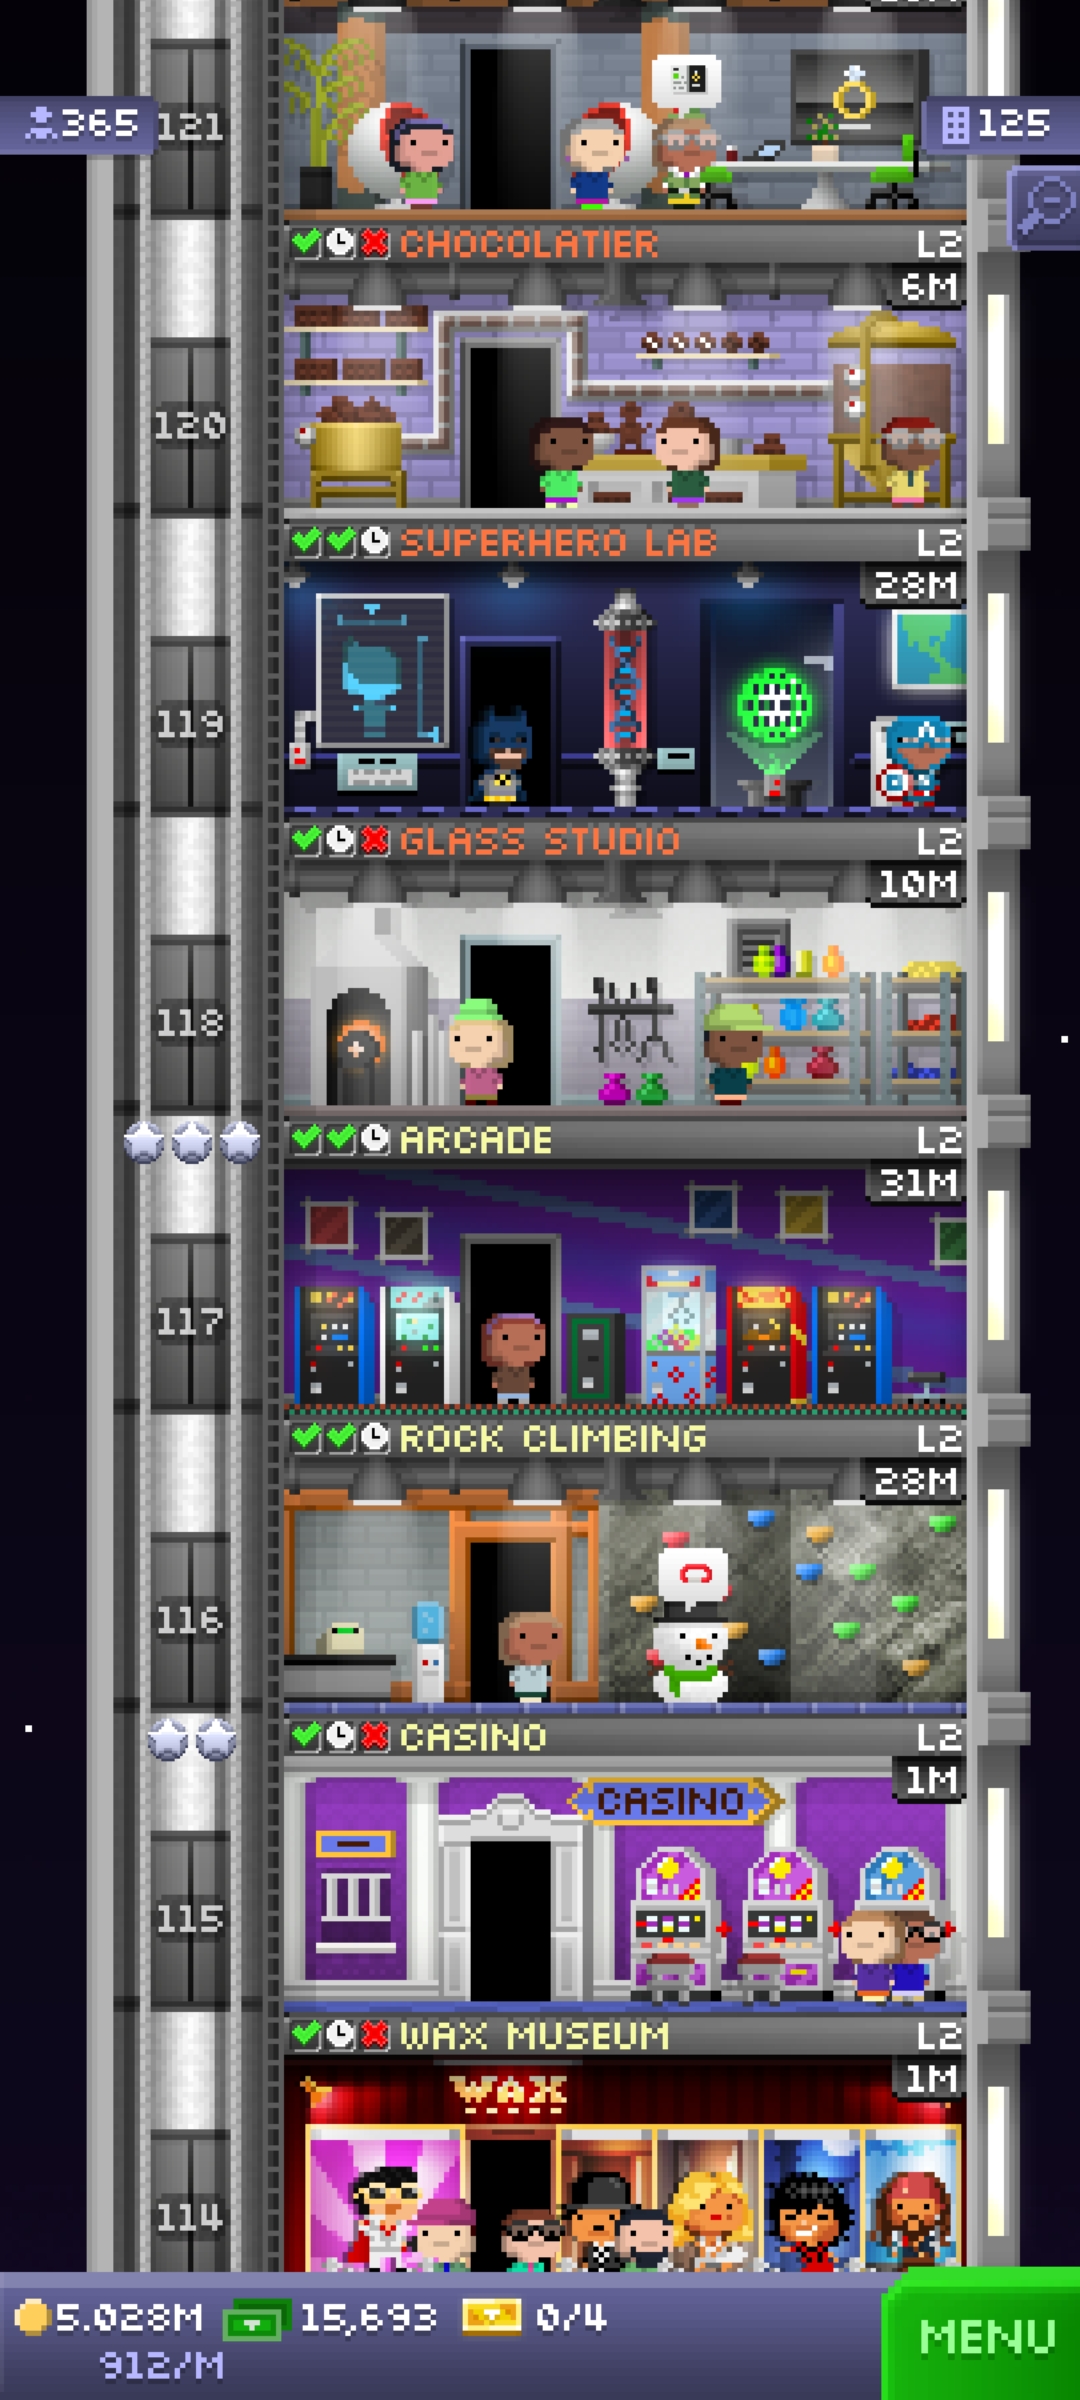 365
121
125
CHOCOLATIER L2
6M
120
SUPERHERO LAB L2
28M
119
GLASS STUDIO L2
10M
118
ARCADE L2
31M
117
ROCK CLIMBING L2
28M
116
CASINO L2
1M
CASINO
115
WAX MUSEUM L2
1M
WAX
114
5.028M 15,693 0/4
912/M
MENU